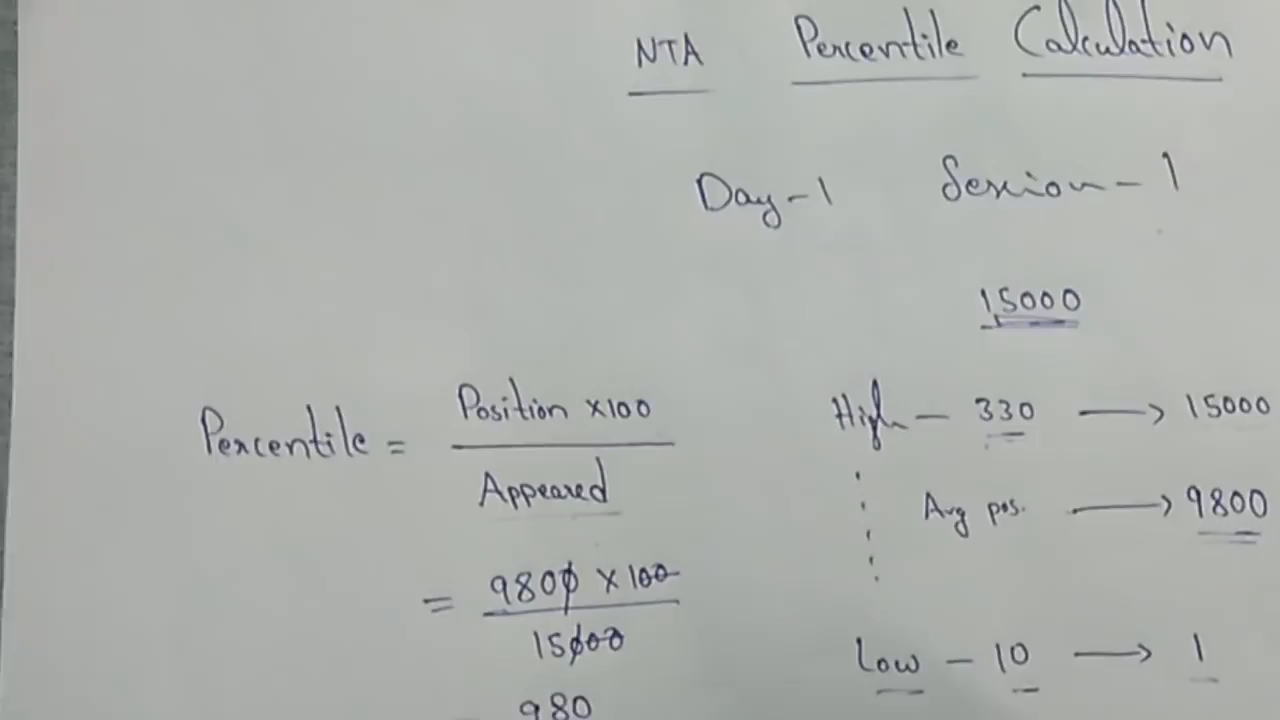 NTA Percentile Calculation
Day-1 Session-1
15000
Percentile = Position x100
Appeared
= 9800 x 100
15000
980
High - 330 → 15000
Avg pos. → 9800
Low - 10 → 1